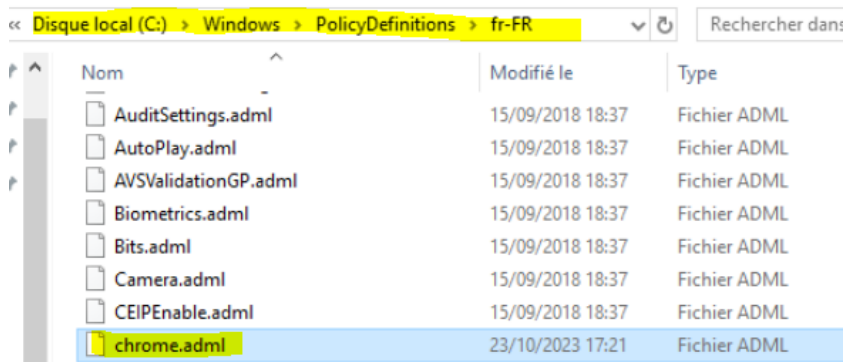 « Disque local (C:) > Windows > PolicyDefinitions > fr-FR Rechercher dans
Nom Modifié le Type
AuditSettings.adml 15/09/2018 18:37 Fichier ADML
AutoPlay.adml 15/09/2018 18:37 Fichier ADML
AVSValidationGP.adml 15/09/2018 18:37 Fichier ADML
Biometrics.adml 15/09/2018 18:37 Fichier ADML
Bits.adml 15/09/2018 18:37 Fichier ADML
Camera.adml 15/09/2018 18:37 Fichier ADML
CEIPEnable.adml 15/09/2018 18:37 Fichier ADML
chrome.adml 23/10/2023 17:21 Fichier ADML